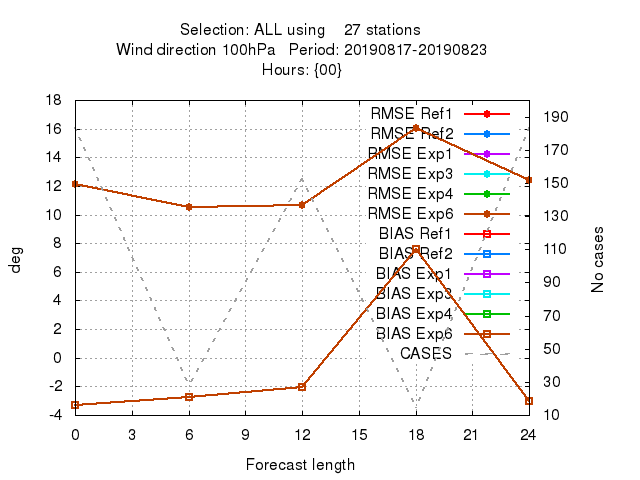 Selection: ALL using    27 stations
Wind direction 100hPa   Period: 20190817-20190823
Hours: {00}
18
16
14
12
10
8
6
4
2
0
-2
-4
deg
RMSE Ref1
RMSE Ref2
RMSE Exp1
RMSE Exp3
RMSE Exp4
RMSE Exp6
BIAS Ref1
BIAS Ref2
BIAS Exp1
BIAS Exp3
BIAS Exp4
BIAS Exp6
CASES
190
170
150
130
110
90
70
50
30
10
No cases
0 3 6 9 12 15 18 21 24
Forecast length